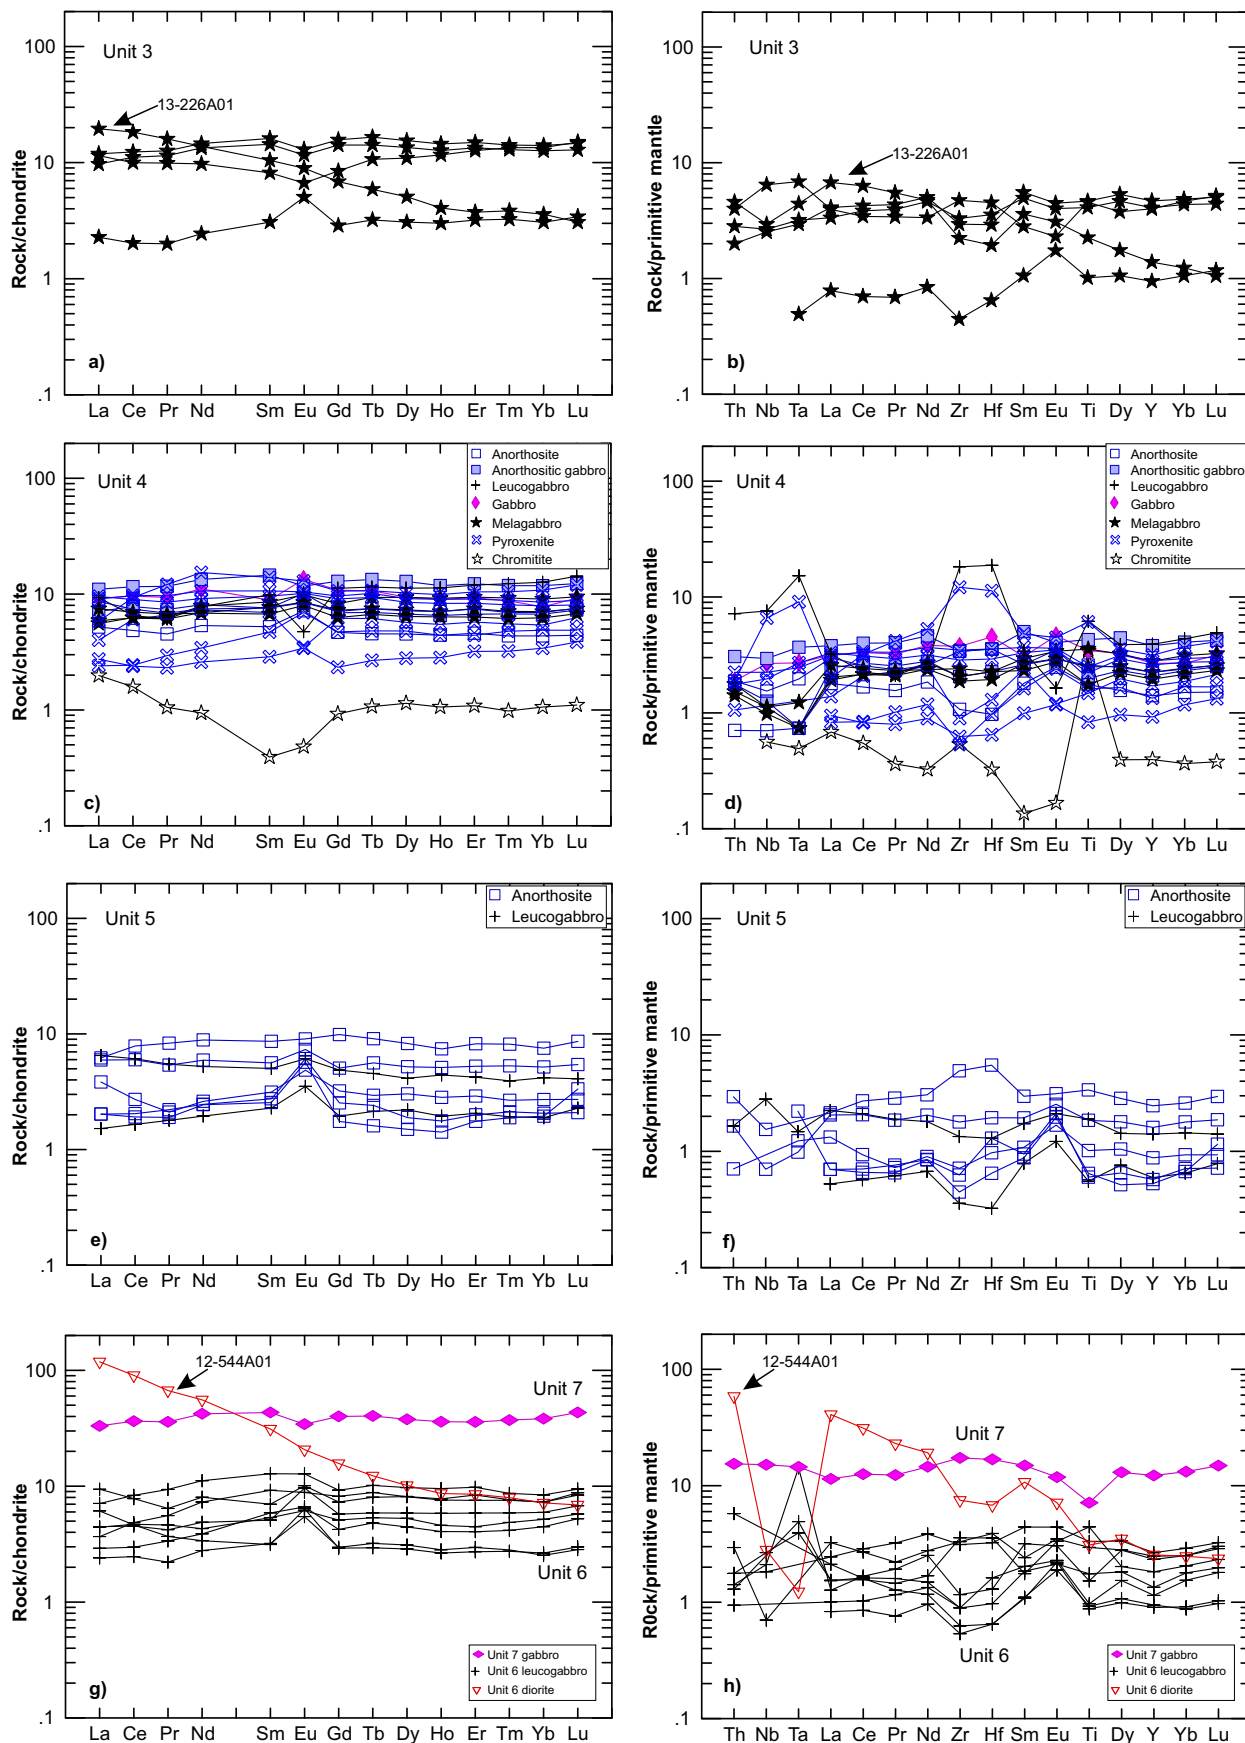 100
10
1
.1
Rock/chondrite
Unit 3
13-226A01
a)
La Ce Pr Nd Sm Eu Gd Tb Dy Ho Er Tm Yb Lu
100
10
1
.1
Rock/primitive mantle
Unit 3
13-226A01
b)
Th Nb Ta La Ce Pr Nd Zr Hf Sm Eu Ti Dy Y Yb Lu
100
10
1
.1
Rock/chondrite
Unit 4
Anorthosite
Anorthositic gabbro
Leucogabbro
Gabbro
Melagabbro
Pyroxenite
Chromitite
c)
La Ce Pr Nd Sm Eu Gd Tb Dy Ho Er Tm Yb Lu
100
10
1
.1
Rock/primitive mantle
Unit 4
Anorthosite
Anorthositic gabbro
Leucogabbro
Gabbro
Melagabbro
Pyroxenite
Chromitite
d)
Th Nb Ta La Ce Pr Nd Zr Hf Sm Eu Ti Dy Y Yb Lu
100
10
1
.1
Rock/chondrite
Unit 5
Anorthosite
Leucogabbro
e)
La Ce Pr Nd Sm Eu Gd Tb Dy Ho Er Tm Yb Lu
100
10
1
.1
Rock/primitive mantle
Unit 5
Anorthosite
Leucogabbro
f)
Th Nb Ta La Ce Pr Nd Zr Hf Sm Eu Ti Dy Y Yb Lu
100
10
1
.1
Rock/chondrite
12-544A01
Unit 7
Unit 6
Unit 7 gabbro
Unit 6 leucogabbro
Unit 6 diorite
g)
La Ce Pr Nd Sm Eu Gd Tb Dy Ho Er Tm Yb Lu
100
10
1
.1
R0ck/primitive mantle
12-544A01
Unit 7
Unit 6
Unit 7 gabbro
Unit 6 leucogabbro
Unit 6 diorite
h)
Th Nb Ta La Ce Pr Nd Zr Hf Sm Eu Ti Dy Y Yb Lu